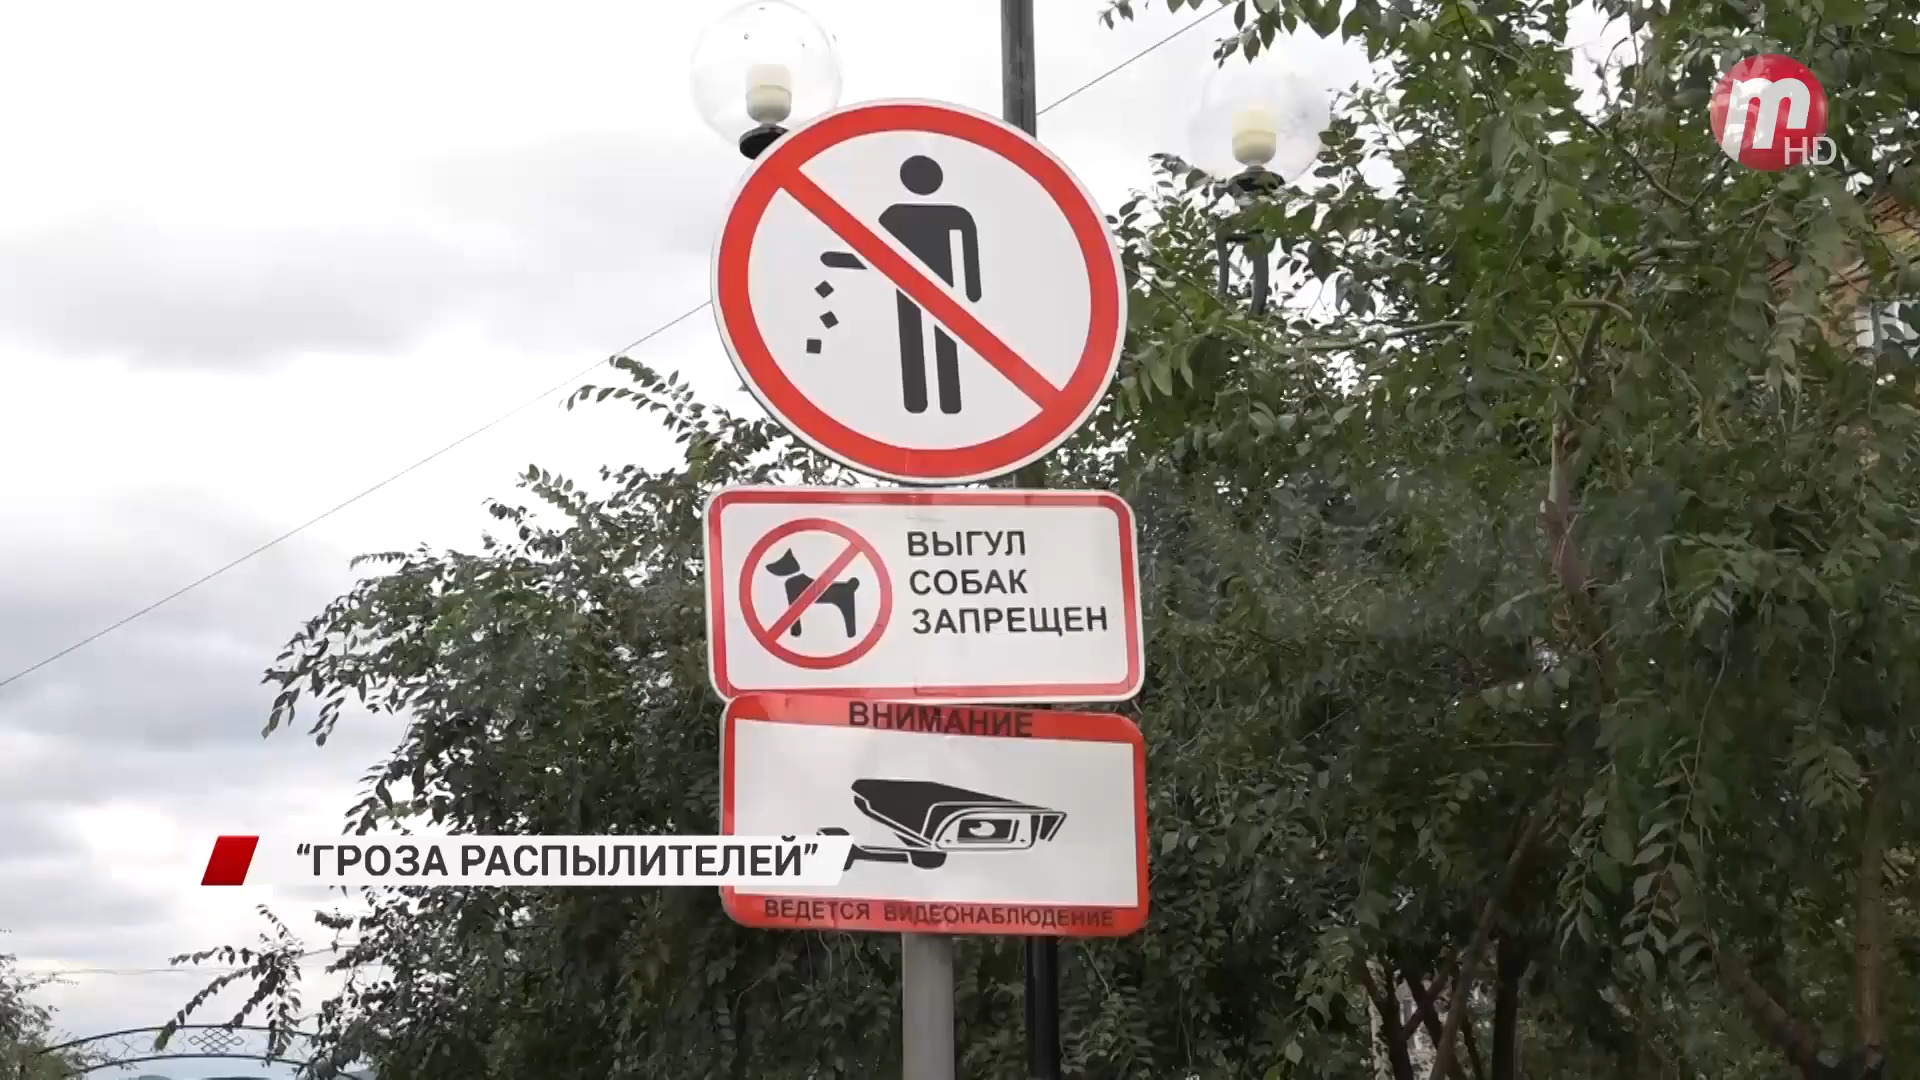 m
HD
ВЫГУЛ
СОБАК
ЗАПРЕЩЕН
ВНИМАНИЕ
“ГРОЗА РАСПЫЛИТЕЛЕЙ”
ВЕДЕТСЯ ВИДЕОНАБЛЮДЕНИЕ